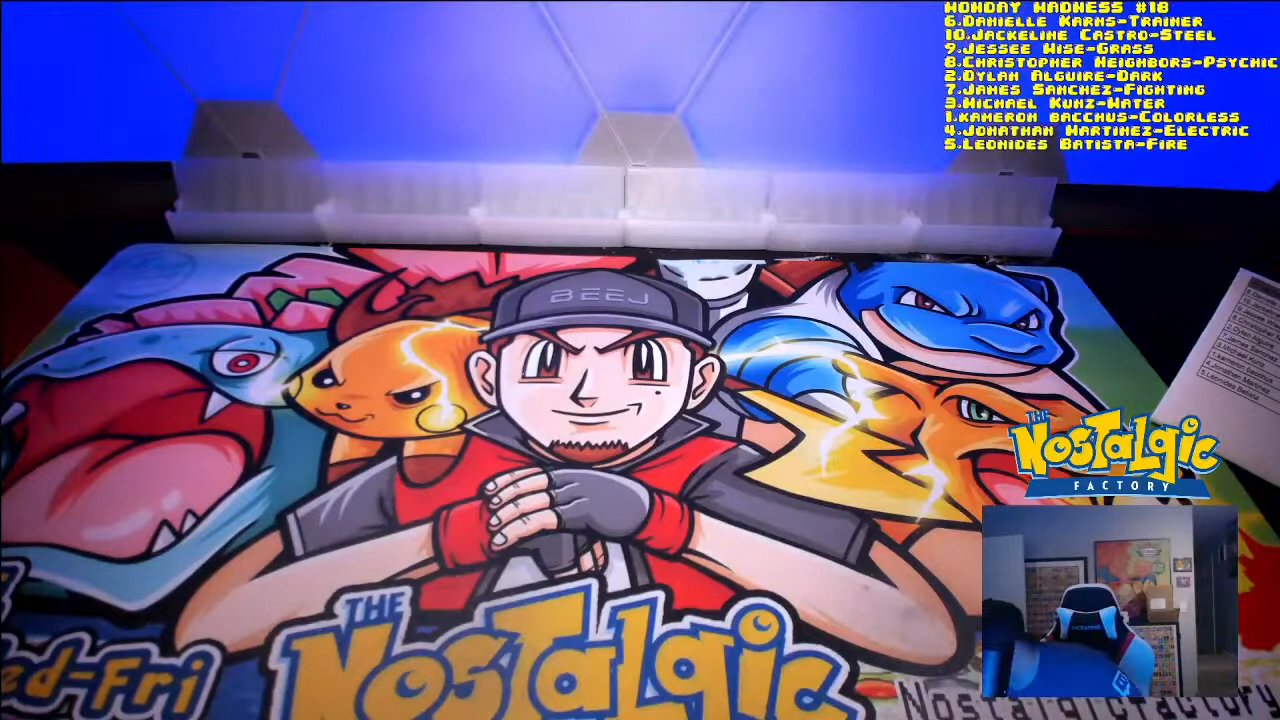 MONDAY MADNESS #18
6.DANIELLE KARNS-TRAINER
10.JACKELINE CASTRO-STEEL
9.JESSEE WISE-GRASS
8.CHRISTOPHER NEIGHBORS-PSYCHIC
2.DYLAN ALGUIRE-DARK
7.JAMES SANCHEZ-FIGHTING
3.MICHAEL KUNZ-WATER
1.KAMERON BACCHUS-COLORLESS
4.JONATHAN MARTINEZ-ELECTRIC
5.LEONIDES BATISTA-FIRE
BEEJ
THE
NOSTALGIC
FACTORY
THE
NOSTALGIC
ed-Fri
Nostalgicfactory